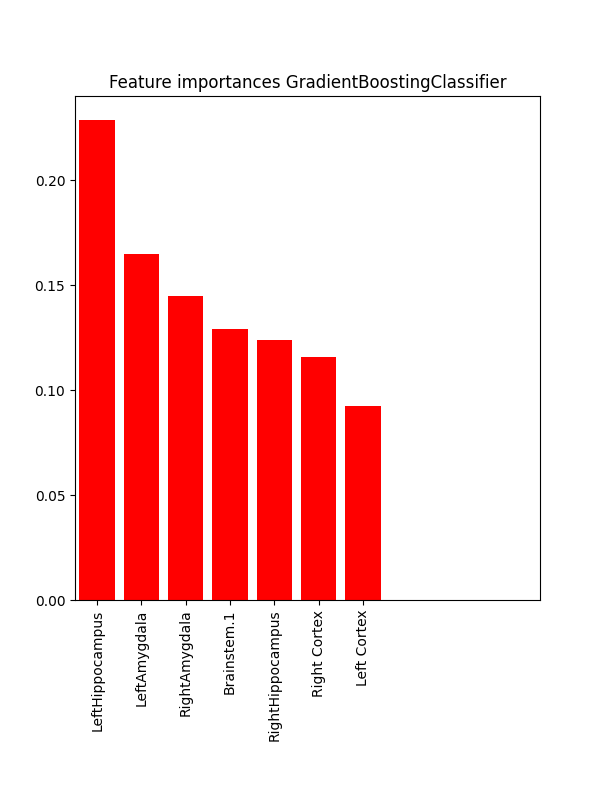 Feature importances GradientBoostingClassifier
0.20
0.15
0.10
0.05
0.00
LeftHippocampus
LeftAmygdala
RightAmygdala
Brainstem.1
RightHippocampus
Right Cortex
Left Cortex